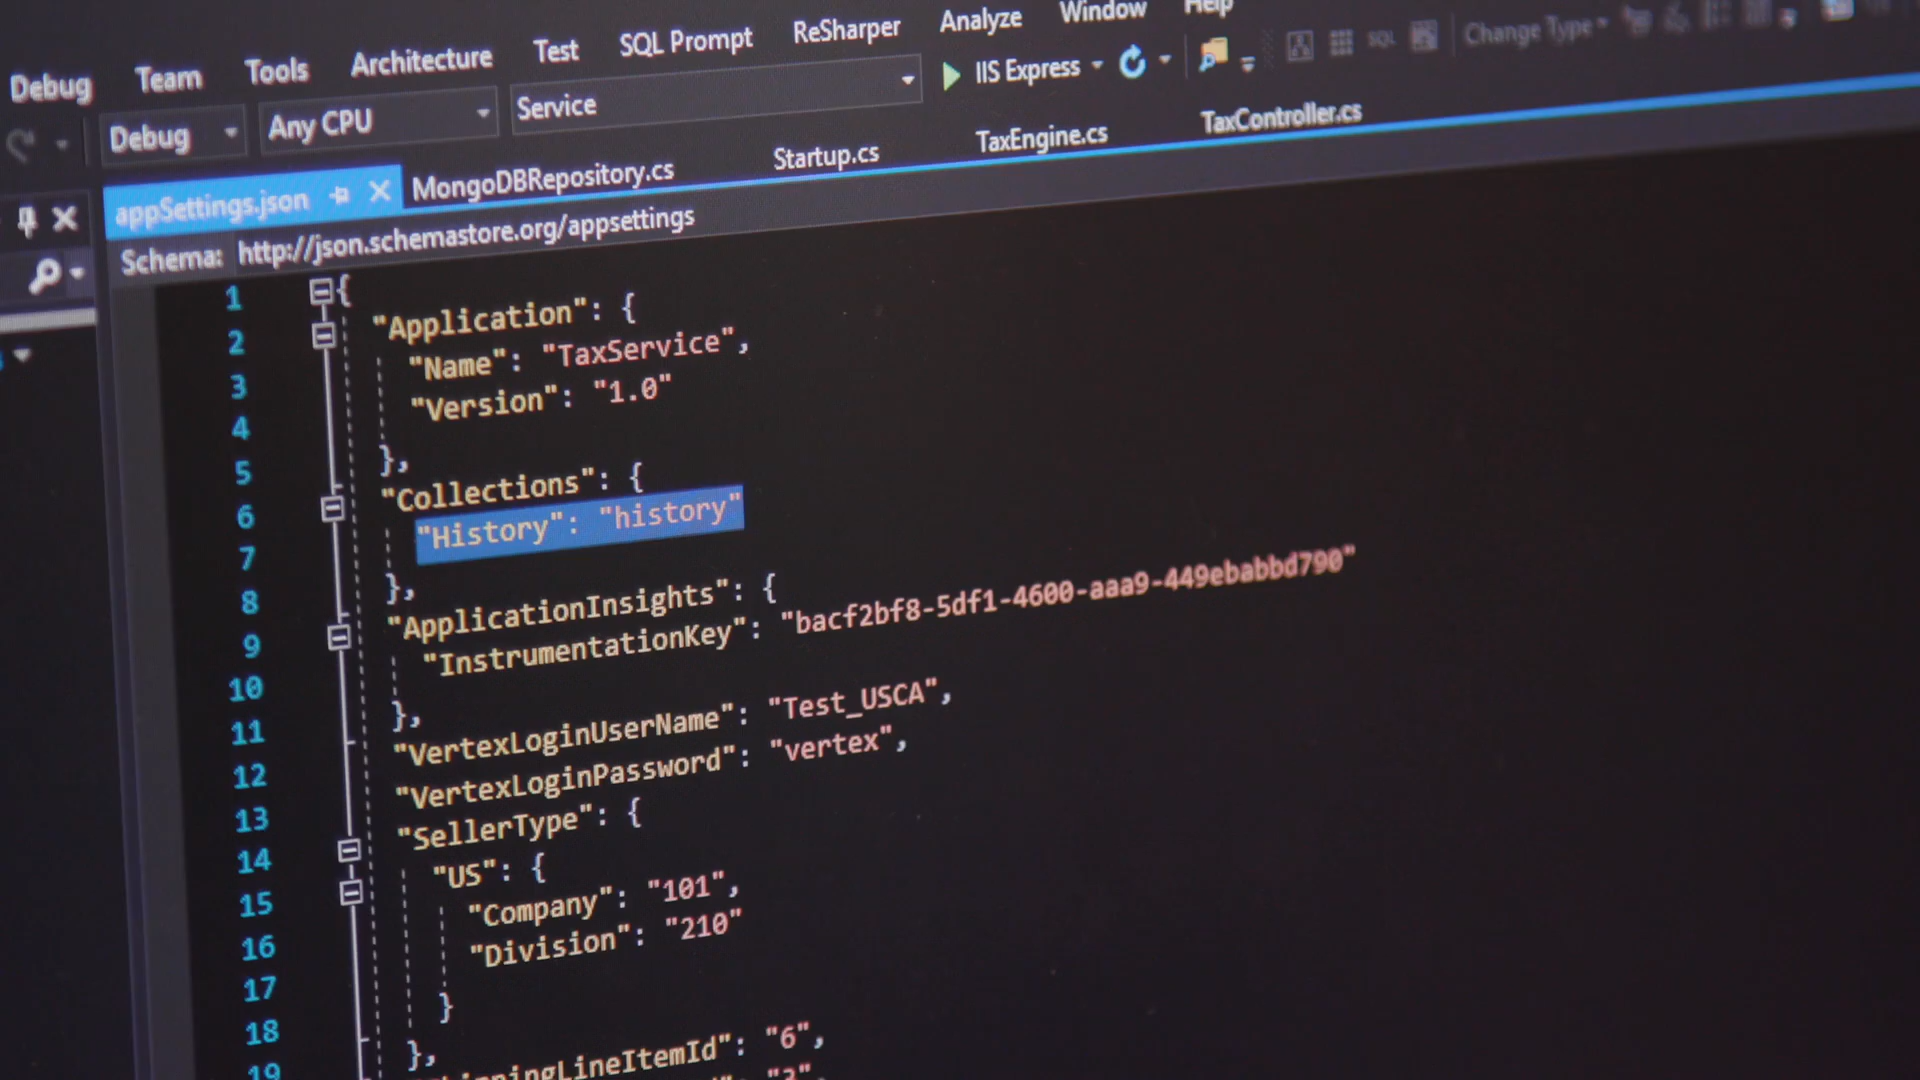 Debug Team Tools Architecture Test SQL Prompt ReSharper Analyze Window Help
Debug Any CPU Service IIS Express SQL Change Type
appSettings.json MongoDBRepository.cs Startup.cs TaxEngine.cs TaxController.cs
Schema: http://json.schemastore.org/appsettings
1 {
2 "Application": {
3 "Name": "TaxService",
4 "Version": "1.0"
5 },
6 "Collections": {
7 "History": "history"
8 },
9 "ApplicationInsights": {
10 "InstrumentationKey": "bacf2bf8-5df1-4600-aaa9-449ebabbd790"
11 },
12 "VertexLoginUserName": "Test_USCA",
13 "VertexLoginPassword": "vertex",
14 "SellerType": {
15 "US": {
16 "Company": "101",
17 "Division": "210"
18 }
19 },
"6",